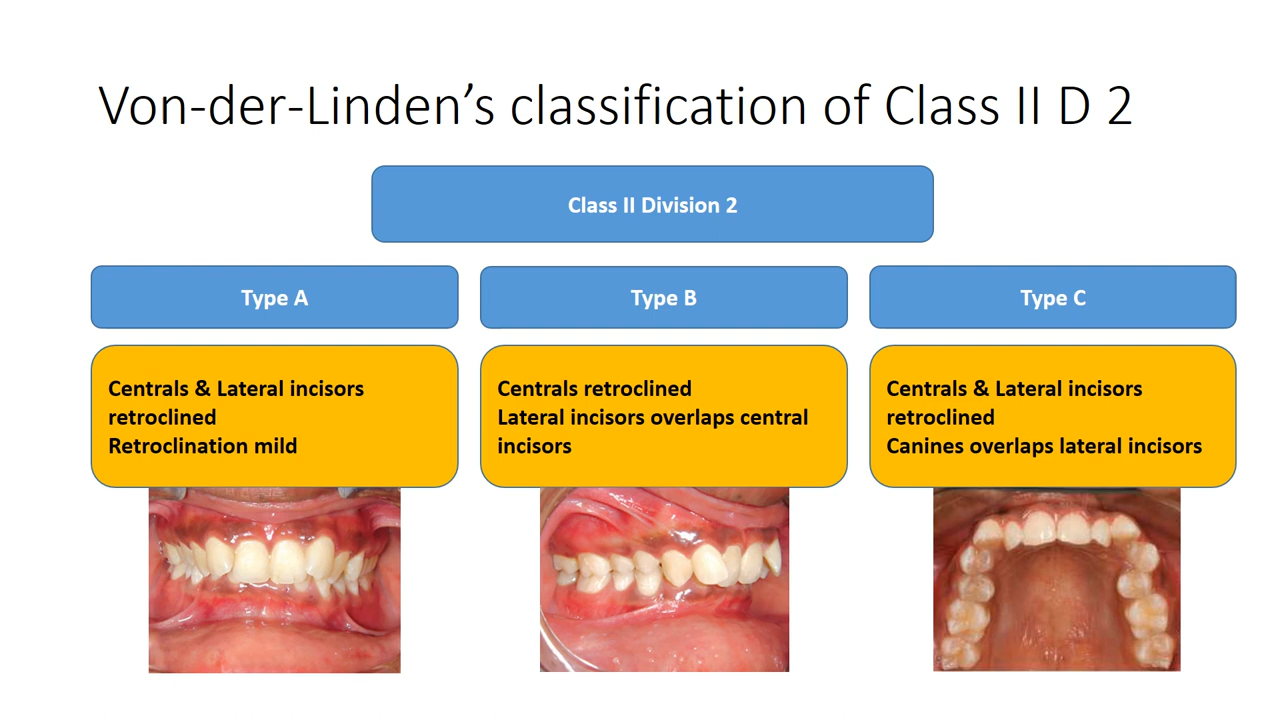 Von-der-Linden’s classification of Class II D 2
Class II Division 2
Type A
Type B
Type C
Centrals & Lateral incisors
retroclined
Retroclination mild
Centrals retroclined
Lateral incisors overlaps central
incisors
Centrals & Lateral incisors
retroclined
Canines overlaps lateral incisors